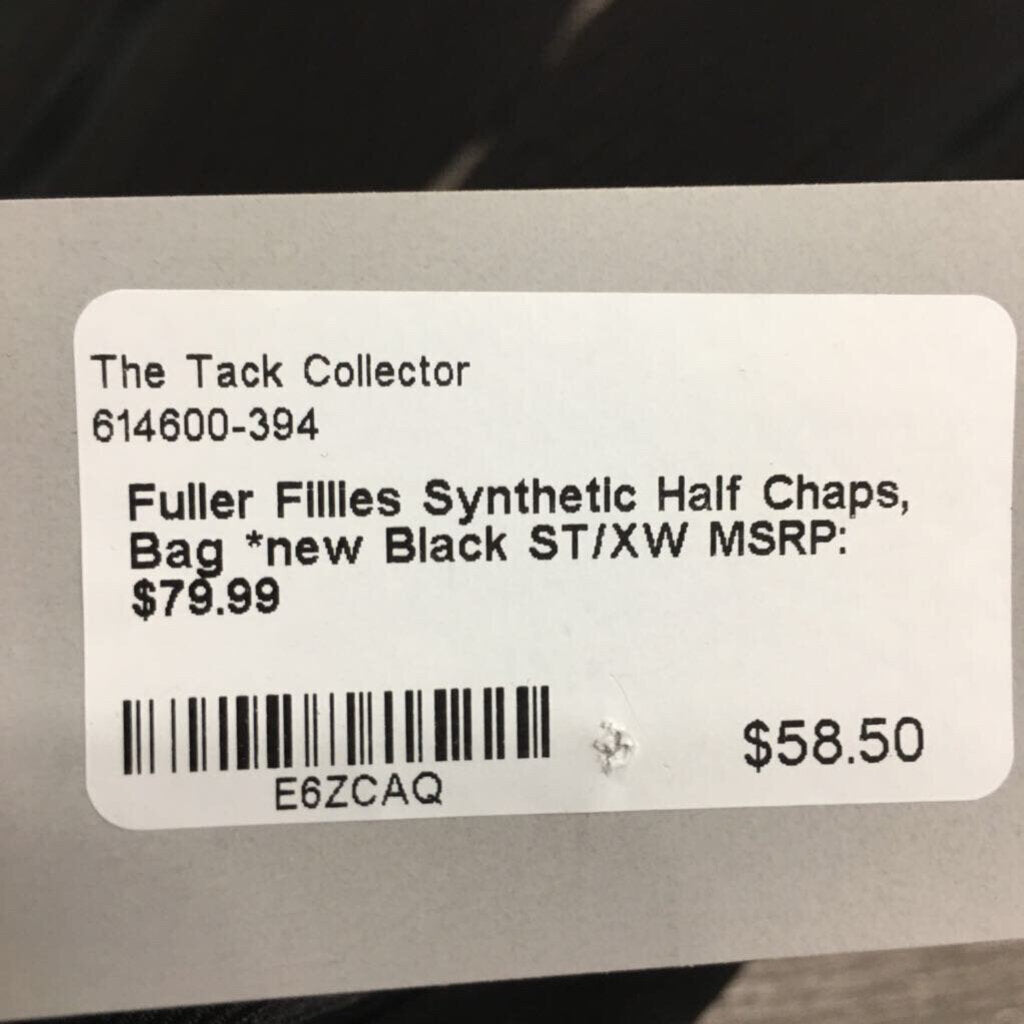 The Tack Collector
614600-394
Fuller Fillies Synthetic Half Chaps,
Bag *new Black ST/XW MSRP:
$79.99
E6ZCAQ
$58.50